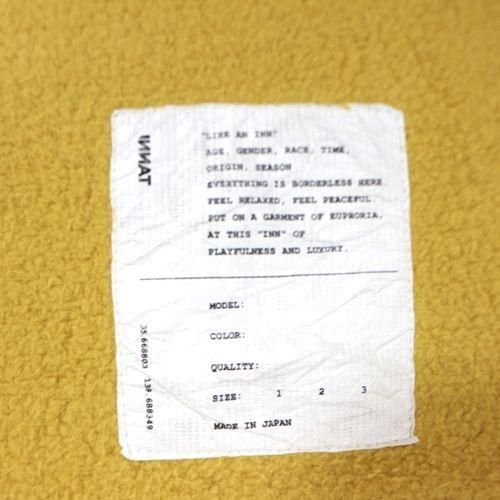 INNAT
"LIKE AN INN"
AGE, GENDER, RACE, TIME,
ORIGIN, SEASON
EVERYTHING IS BORDERLESS HERE.
FEEL RELAXED, FEEL PEACEFUL.
PUT ON A GARMENT OF EUPHORIA,
AT THIS "INN" OF
PLAYFULNESS AND LUXURY.
MODEL:
COLOR:
QUALITY:
SIZE: 1 2 3
MADE IN JAPAN
35.668803 139.688349